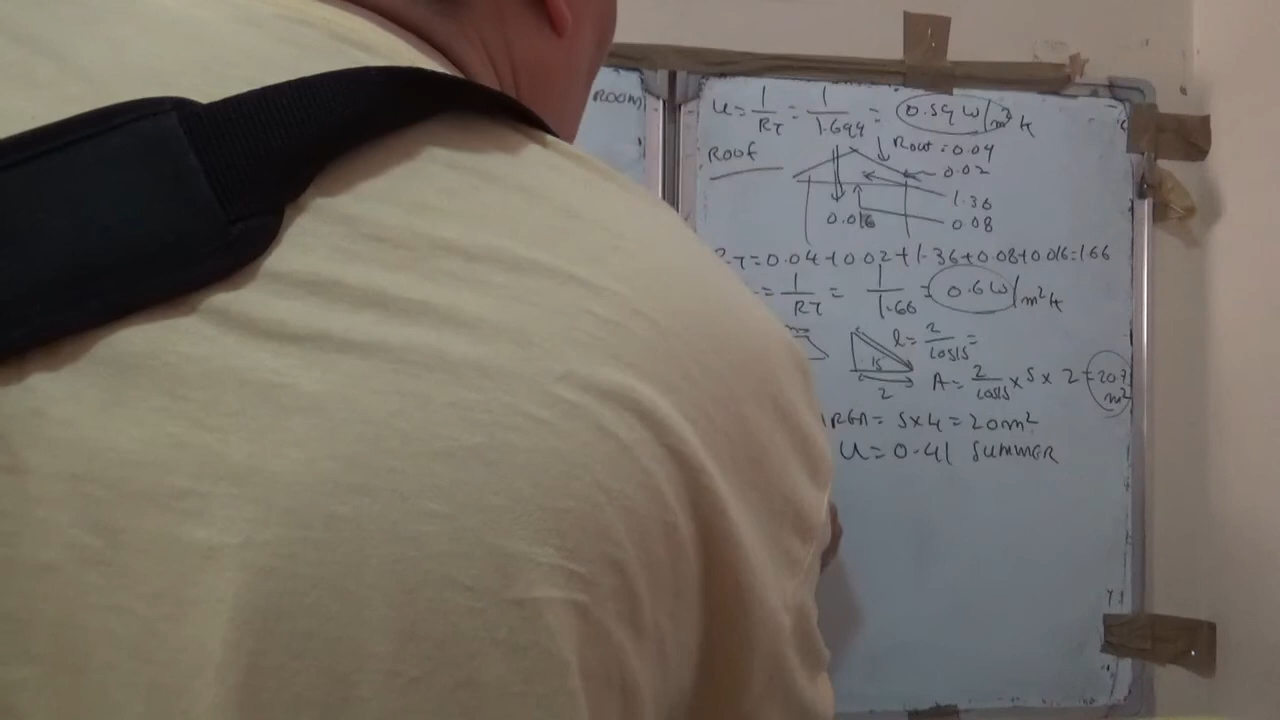 ROOM
U = 1/RT = 1/1.694 = 0.59 W/m² K
Roof
Rout = 0.04
0.02
1.36
0.08
0.016
RT = 0.04 + 0.02 + 1.36 + 0.08 + 0.016 = 1.66
= 1/RT = 1/1.66 = 0.6 W/m² K
l = 2/cos15 =
15
2
A = 2/cos15 × 5 × 2 = 20.7 m²
AREA = 5 x 4 = 20 m²
U = 0.41 SUMMER